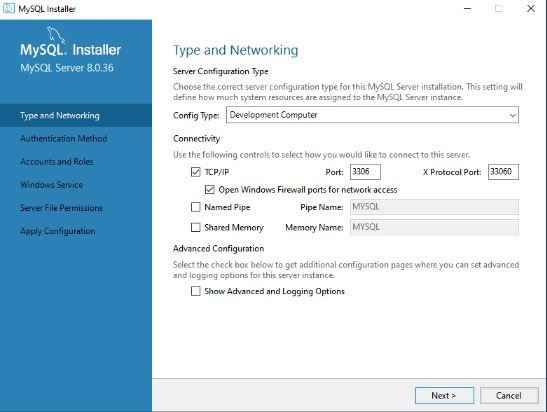 MySQL Installer
MySQL. Installer
MySQL Server 8.0.36
Type and Networking
Authentication Method
Accounts and Roles
Windows Service
Server File Permissions
Apply Configuration
Type and Networking
Server Configuration Type
Choose the correct server configuration type for this MySQL Server installation. This setting will
define how much system resources are assigned to the MySQL Server instance.
Config Type: Development Computer
Connectivity
Use the following controls to select how you would like to connect to this server.
TCP/IP Port: 3306 X Protocol Port: 33060
Open Windows Firewall ports for network access
Named Pipe Pipe Name: MYSQL
Shared Memory Memory Name: MYSQL
Advanced Configuration
Select the check box below to get additional configuration pages where you can set advanced
and logging options for this server instance.
Show Advanced and Logging Options
Next > Cancel